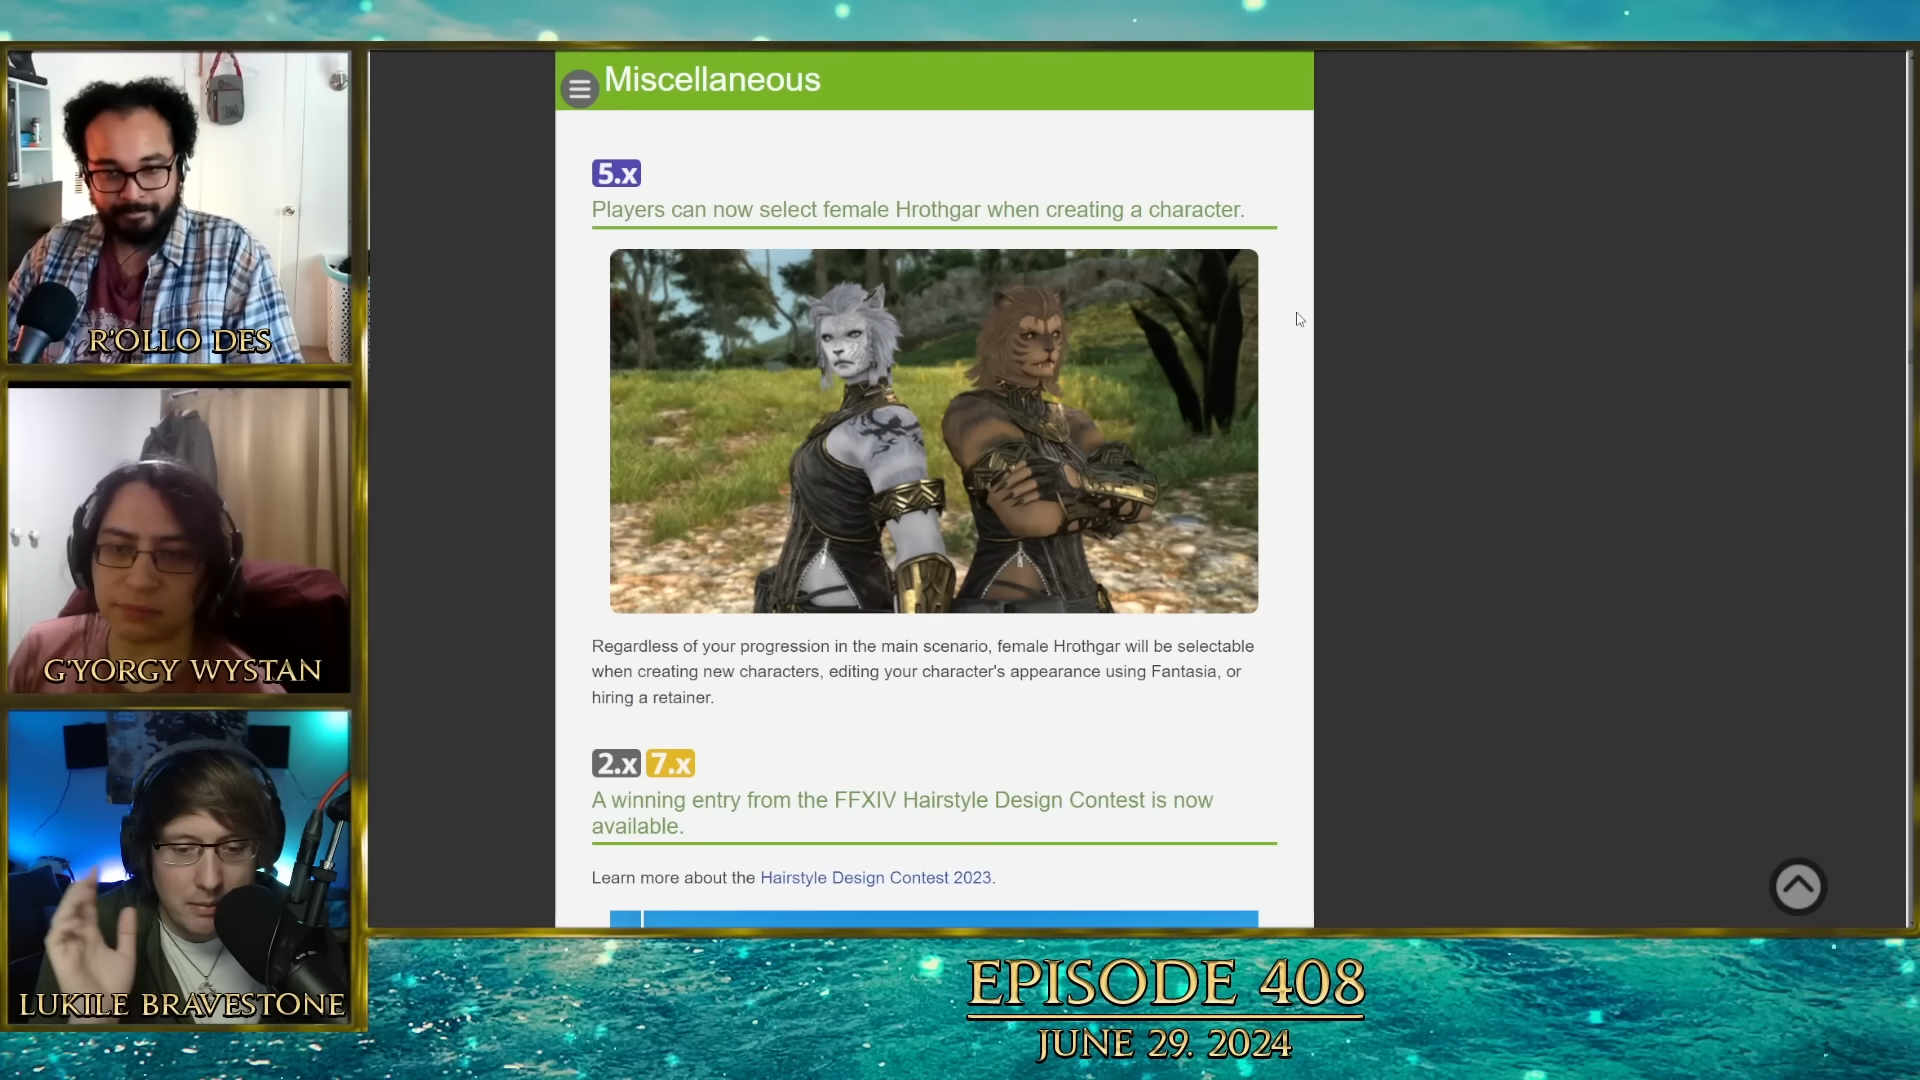 Miscellaneous
5.x
Players can now select female Hrothgar when creating a character.
Regardless of your progression in the main scenario, female Hrothgar will be selectable
when creating new characters, editing your character's appearance using Fantasia, or
hiring a retainer.
2.x 7.x
A winning entry from the FFXIV Hairstyle Design Contest is now
available.
Learn more about the Hairstyle Design Contest 2023.
R'OLLO DES
G'YORGY WYSTAN
LUKILE BRAVESTONE
EPISODE 408
JUNE 29. 2024